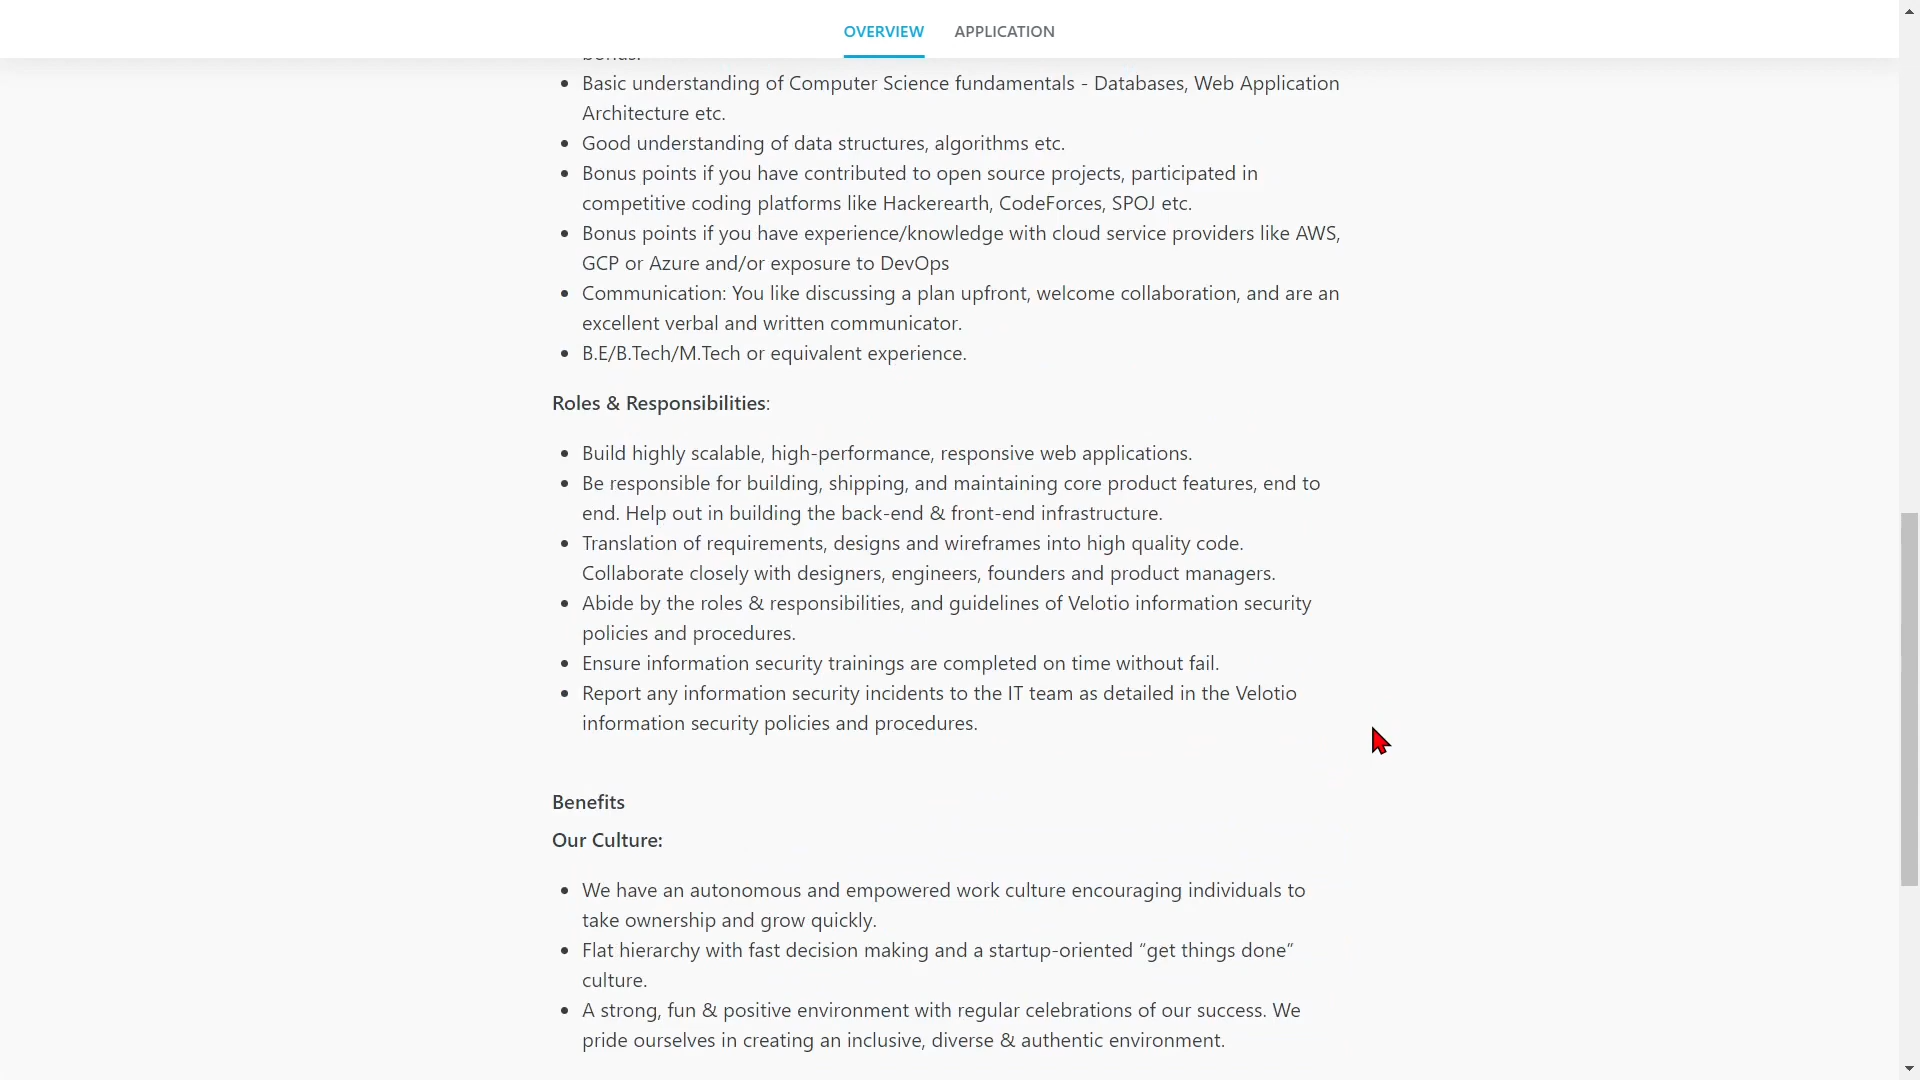 OVERVIEW APPLICATION
bonus.
Basic understanding of Computer Science fundamentals - Databases, Web Application
Architecture etc.
Good understanding of data structures, algorithms etc.
Bonus points if you have contributed to open source projects, participated in
competitive coding platforms like Hackerearth, CodeForces, SPOJ etc.
Bonus points if you have experience/knowledge with cloud service providers like AWS,
GCP or Azure and/or exposure to DevOps
Communication: You like discussing a plan upfront, welcome collaboration, and are an
excellent verbal and written communicator.
B.E/B.Tech/M.Tech or equivalent experience.
Roles & Responsibilities:
Build highly scalable, high-performance, responsive web applications.
Be responsible for building, shipping, and maintaining core product features, end to
end. Help out in building the back-end & front-end infrastructure.
Translation of requirements, designs and wireframes into high quality code.
Collaborate closely with designers, engineers, founders and product managers.
Abide by the roles & responsibilities, and guidelines of Velotio information security
policies and procedures.
Ensure information security trainings are completed on time without fail.
Report any information security incidents to the IT team as detailed in the Velotio
information security policies and procedures.
Benefits
Our Culture:
We have an autonomous and empowered work culture encouraging individuals to
take ownership and grow quickly.
Flat hierarchy with fast decision making and a startup-oriented “get things done”
culture.
A strong, fun & positive environment with regular celebrations of our success. We
pride ourselves in creating an inclusive, diverse & authentic environment.